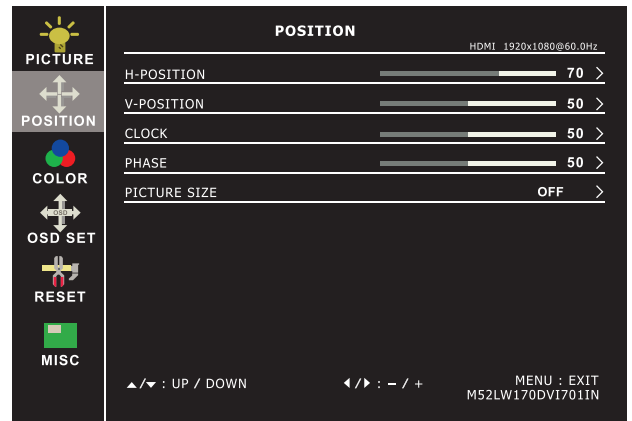 PICTURE
POSITION
COLOR
OSD
OSD SET
RESET
MISC
POSITION
HDMI 1920x1080@60.0Hz
H-POSITION 70 >
V-POSITION 50 >
CLOCK 50 >
PHASE 50 >
PICTURE SIZE OFF >
▲/▼ : UP / DOWN ◀/▶ : – / + MENU : EXIT
M52LW170DVI701IN